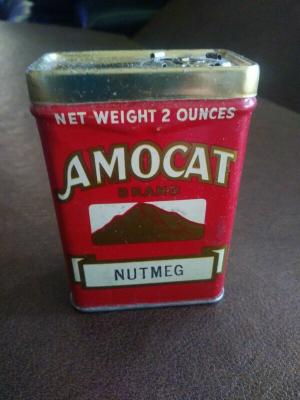 NET WEIGHT 2 OUNCES
AMOCAT
BRAND
NUTMEG